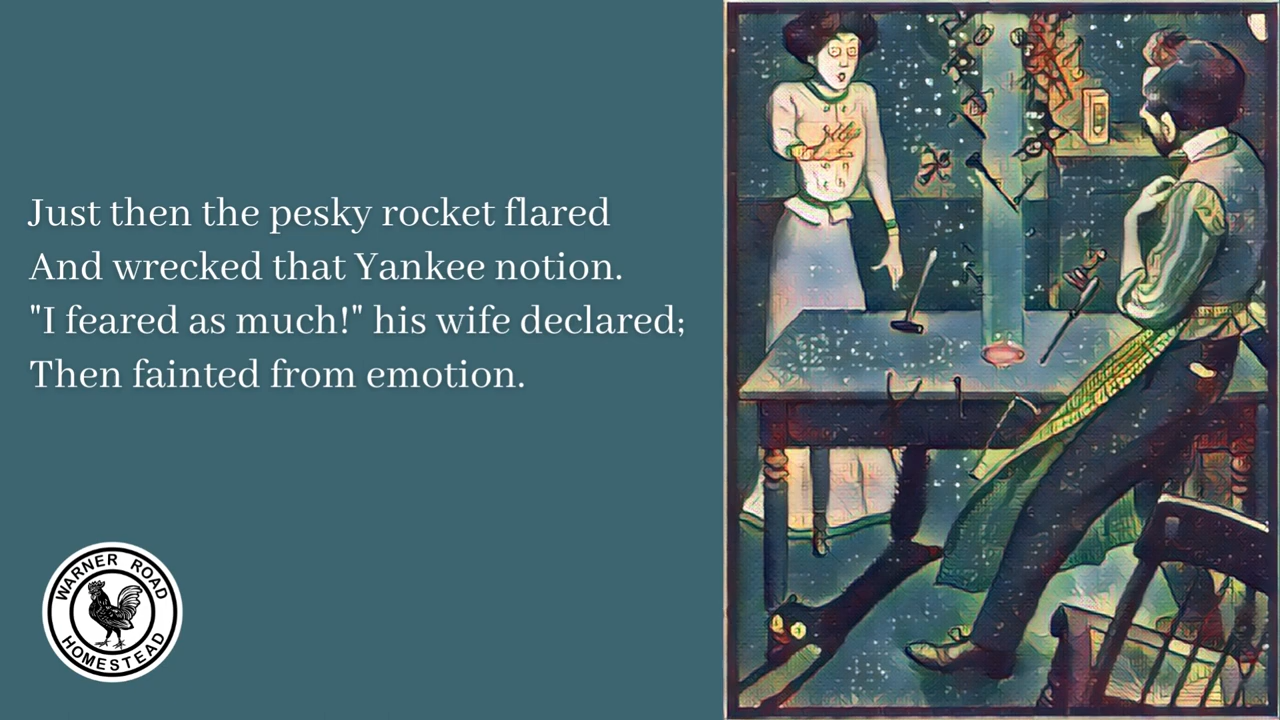 Just then the pesky rocket flared
And wrecked that Yankee notion.
"I feared as much!" his wife declared;
Then fainted from emotion.
WARNER ROAD
HOMESTEAD